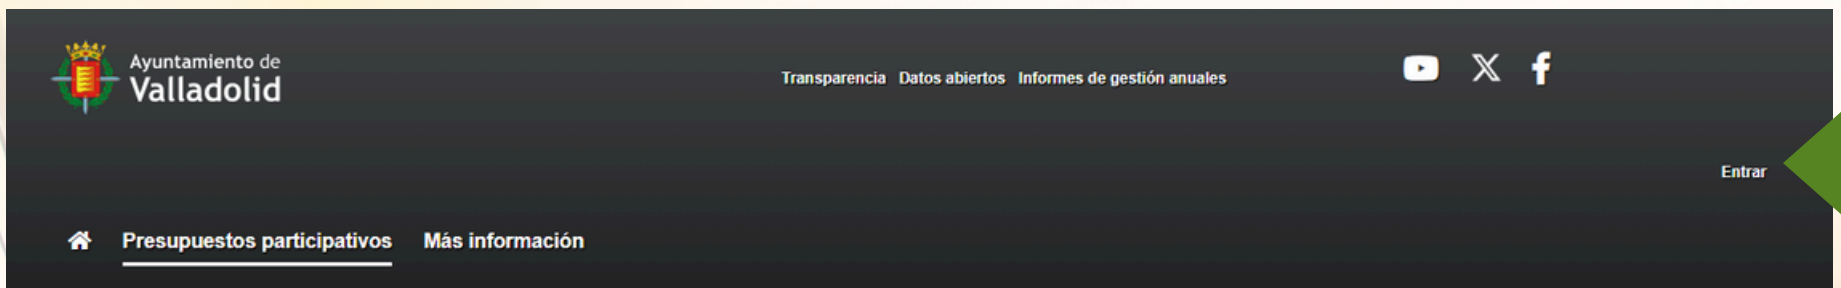 Ayuntamiento de
Valladolid
Transparencia Datos abiertos Informes de gestión anuales
Entrar
Presupuestos participativos Más información